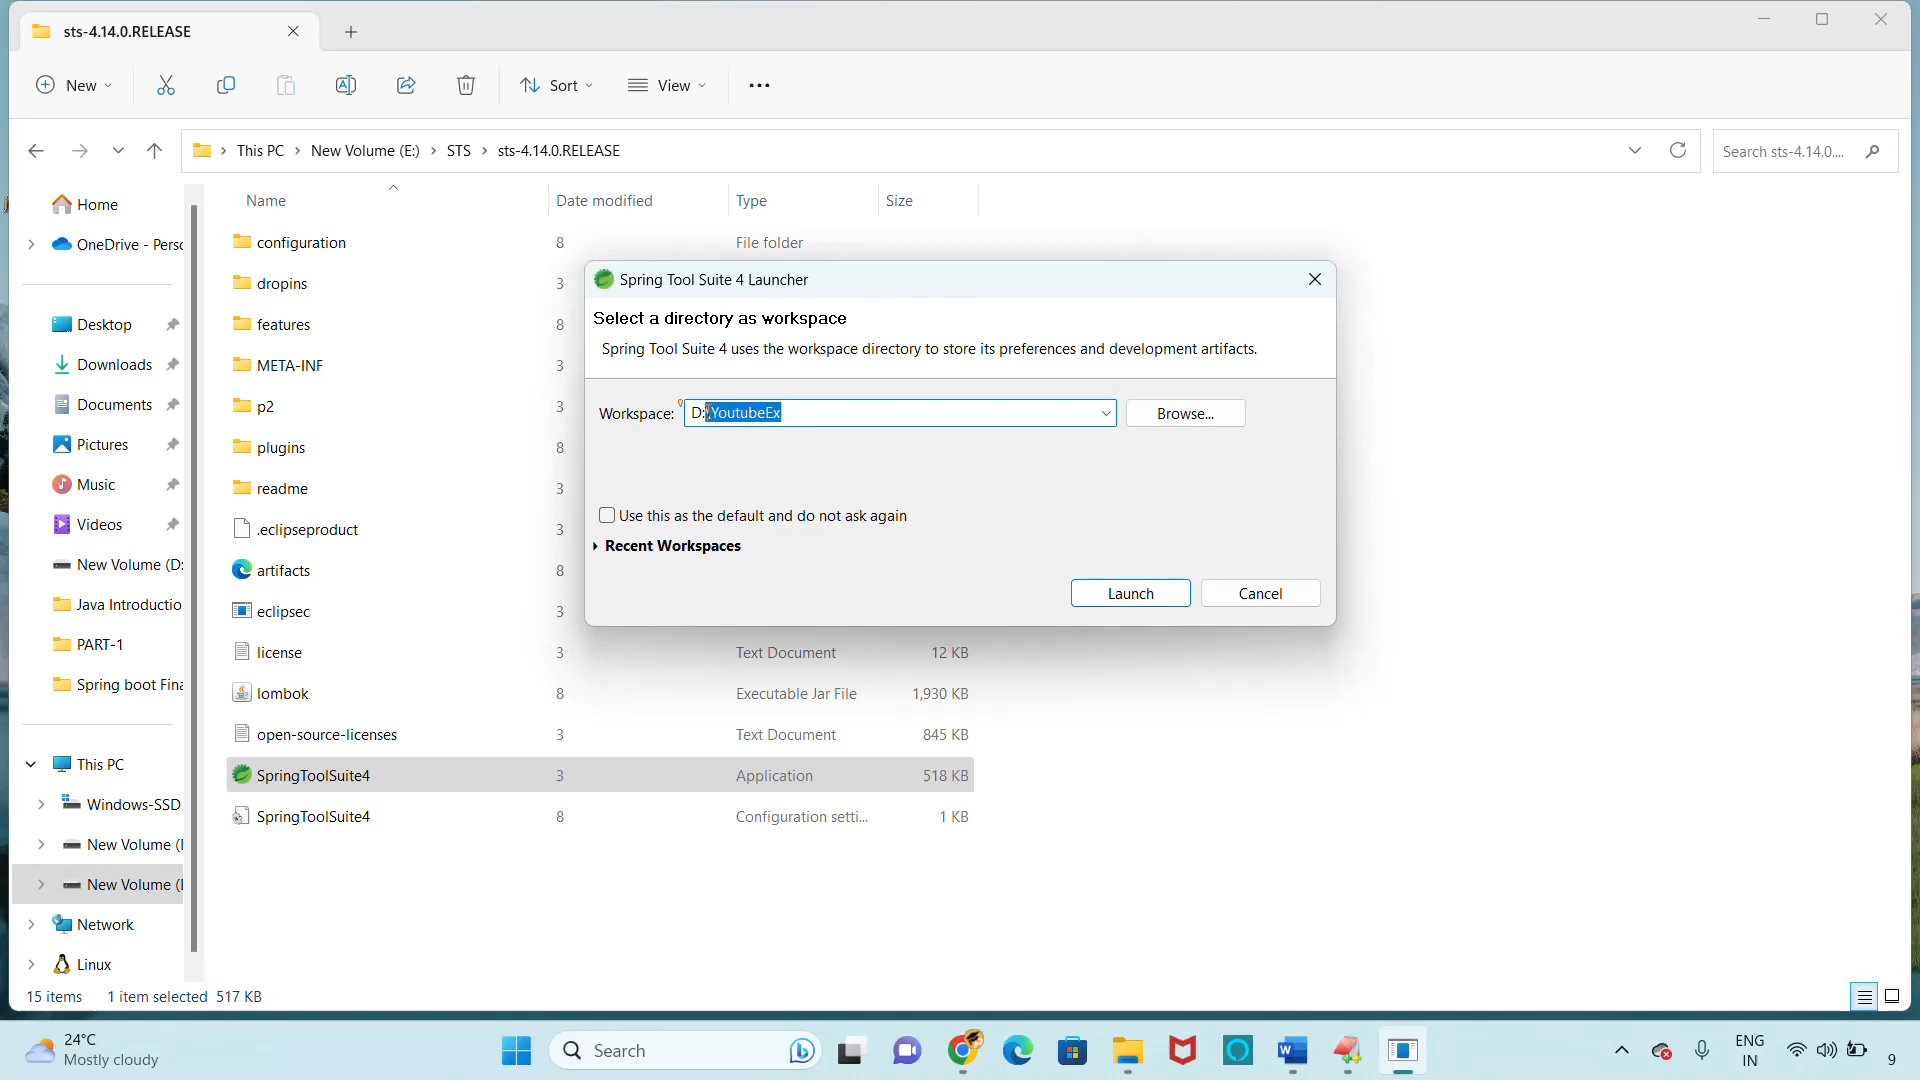 sts-4.14.0.RELEASE
New
Sort
View
This PC
New Volume (E:)
STS
sts-4.14.0.RELEASE
Search sts-4.14.0....
Home
OneDrive - Perso
Desktop
Downloads
Documents
Pictures
Music
Videos
New Volume (D:
Java Introductio
PART-1
Spring boot Fina
This PC
Windows-SSD
New Volume (
New Volume (
Network
Linux
Name Date modified Type Size
configuration 8 File folder
dropins 3
features 8
META-INF 3
p2 3
plugins 8
readme 3
.eclipseproduct 3
artifacts 8
eclipsec 3
license 3 Text Document 12 KB
lombok 8 Executable Jar File 1,930 KB
open-source-licenses 3 Text Document 845 KB
SpringToolSuite4 3 Application 518 KB
SpringToolSuite4 8 Configuration setti... 1 KB
Spring Tool Suite 4 Launcher
Select a directory as workspace
Spring Tool Suite 4 uses the workspace directory to store its preferences and development artifacts.
Workspace: D:\YoutubeEx Browse...
Use this as the default and do not ask again
Recent Workspaces
Launch Cancel
15 items 1 item selected 517 KB
24°C
Mostly cloudy
Search
ENG
IN
9